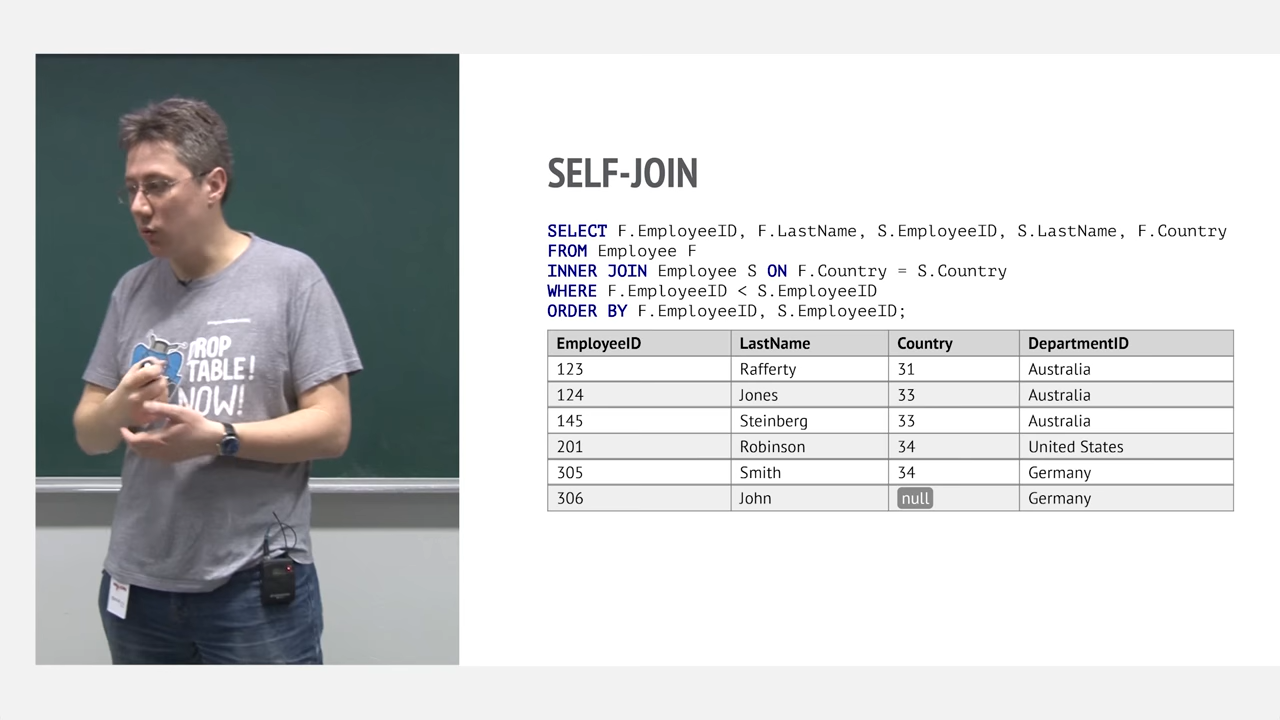 SELF-JOIN
SELECT F.EmployeeID, F.LastName, S.EmployeeID, S.LastName, F.Country
FROM Employee F
INNER JOIN Employee S ON F.Country = S.Country
WHERE F.EmployeeID < S.EmployeeID
ORDER BY F.EmployeeID, S.EmployeeID;
EmployeeID LastName Country DepartmentID
123 Rafferty 31 Australia
124 Jones 33 Australia
145 Steinberg 33 Australia
201 Robinson 34 United States
305 Smith 34 Germany
306 John null Germany
TABLE!
NOW!